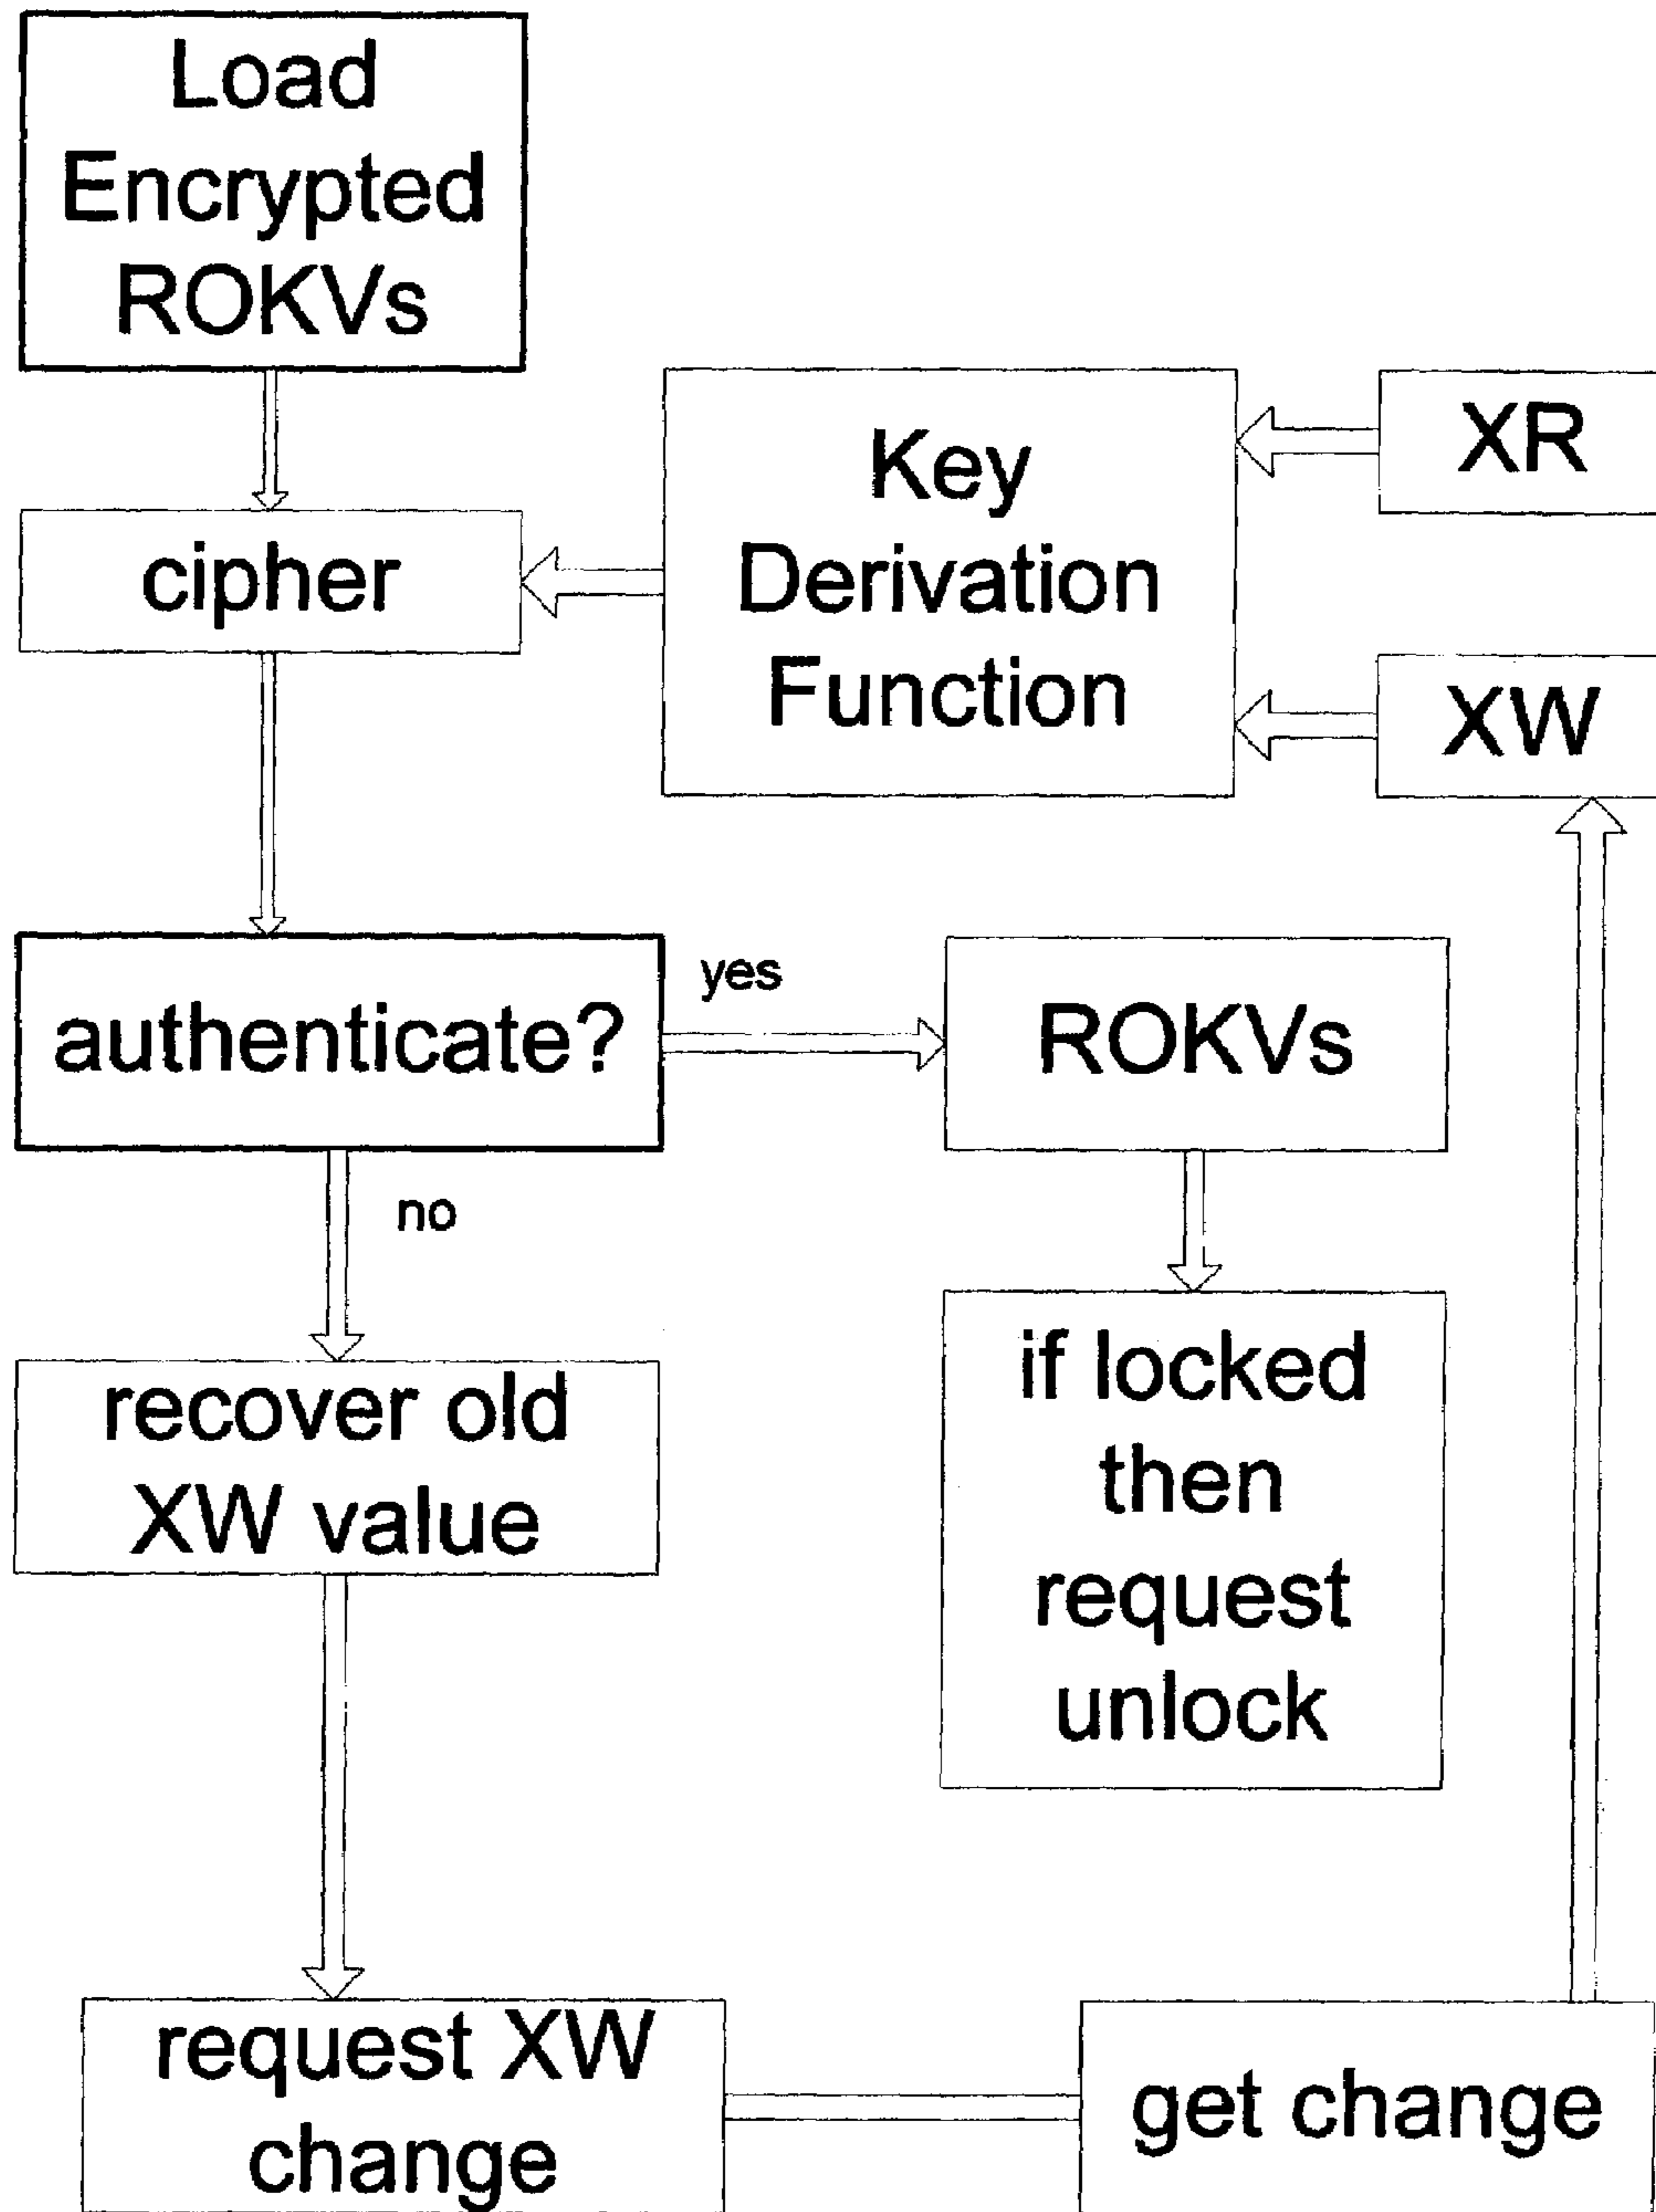 Load
Encrypted
ROKVs
Key
Derivation
Function
XR
cipher
XW
authenticate?
yes
ROKVs
no
recover old
XW value
if locked
then
request
unlock
request XW
change
get change